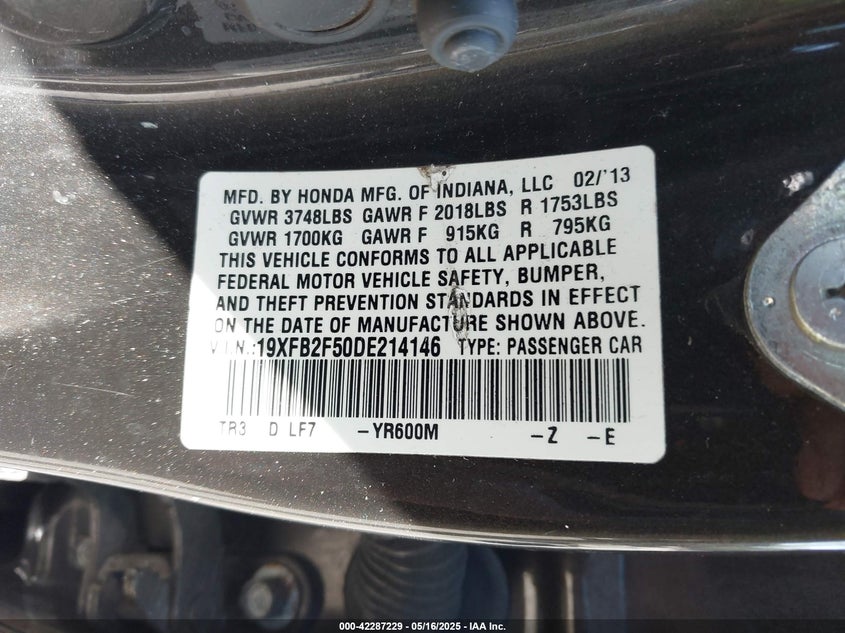 MFD. BY HONDA MFG. OF INDIANA, LLC 02/'13
GVWR 3748LBS GAWR F 2018LBS R 1753LBS
GVWR 1700KG GAWR F 915KG R 795KG
THIS VEHICLE CONFORMS TO ALL APPLICABLE
FEDERAL MOTOR VEHICLE SAFETY, BUMPER,
AND THEFT PREVENTION STANDARDS IN EFFECT
ON THE DATE OF MANUFACTURE SHOWN ABOVE.
V.I.N.:19XFB2F50DE214146 TYPE: PASSENGER CAR
TR3 D LF7 -YR600M -Z -E
000-42287229 - 05/16/2025 - IAA Inc.